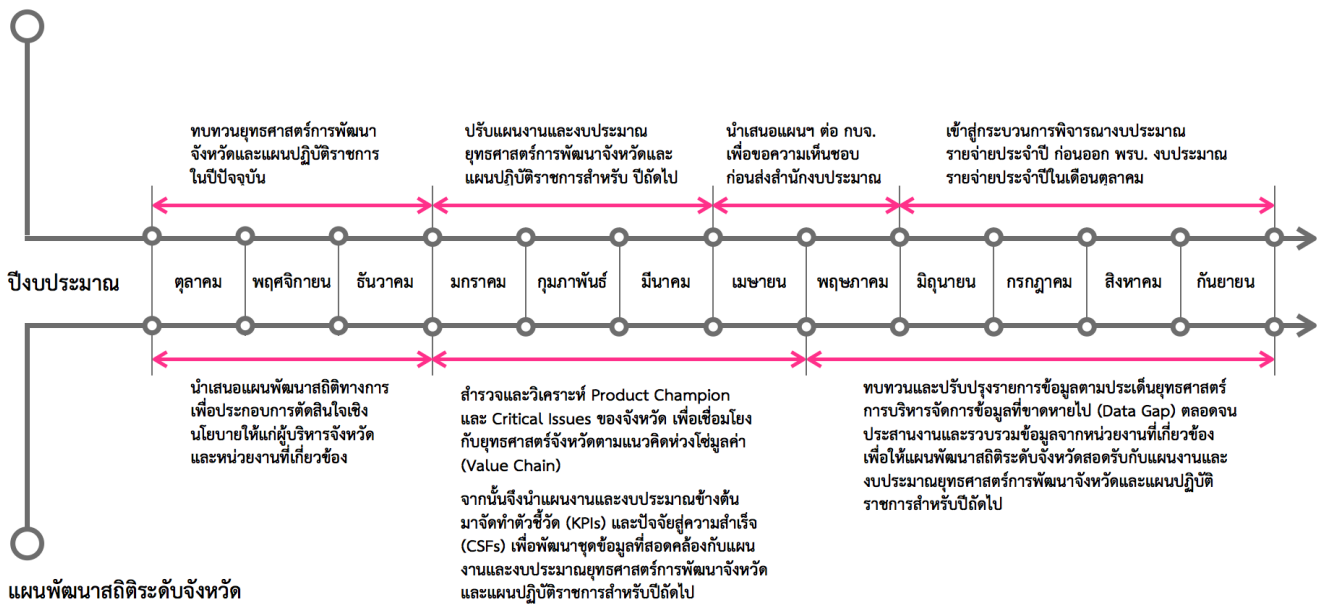 ทบทวนยุทธศาสตร์การพัฒนา
จังหวัดและแผนปฏิบัติราชการ
ในปีปัจจุบัน
ปรับแผนงานและงบประมาณ
ยุทธศาสตร์การพัฒนาจังหวัดและ
แผนปฏิบัติราชการสำหรับ ปีถัดไป
นำเสนอแผนฯ ต่อ กบจ.
เพื่อขอความเห็นชอบ
ก่อนส่งสำนักงบประมาณ
เข้าสู่กระบวนการพิจารณางบประมาณ
รายจ่ายประจำปี ก่อนออก พรบ. งบประมาณ
รายจ่ายประจำปีในเดือนตุลาคม
ปีงบประมาณ
ตุลาคม
พฤศจิกายน
ธันวาคม
มกราคม
กุมภาพันธ์
มีนาคม
เมษายน
พฤษภาคม
มิถุนายน
กรกฎาคม
สิงหาคม
กันยายน
นำเสนอแผนพัฒนาสถิติทางการ
เพื่อประกอบการตัดสินใจเชิง
นโยบายให้แก่ผู้บริหารจังหวัด
และหน่วยงานที่เกี่ยวข้อง
สำรวจและวิเคราะห์ Product Champion
และ Critical Issues ของจังหวัด เพื่อเชื่อมโยง
กับยุทธศาสตร์จังหวัดตามแนวคิดห่วงโซ่มูลค่า
(Value Chain)
จากนั้นจึงนำแผนงานและงบประมาณข้างต้น
มาจัดทำตัวชี้วัด (KPIs) และปัจจัยสู่ความสำเร็จ
(CSFs) เพื่อพัฒนาชุดข้อมูลที่สอดคล้องกับแผน
งานและงบประมาณยุทธศาสตร์การพัฒนาจังหวัด
และแผนปฏิบัติราชการสำหรับปีถัดไป
ทบทวนและปรับปรุงรายการข้อมูลตามประเด็นยุทธศาสตร์
การบริหารจัดการข้อมูลที่ขาดหายไป (Data Gap) ตลอดจน
ประสานงานและรวบรวมข้อมูลจากหน่วยงานที่เกี่ยวข้อง
เพื่อให้แผนพัฒนาสถิติระดับจังหวัดสอดรับกับแผนงานและ
งบประมาณยุทธศาสตร์การพัฒนาจังหวัดและแผนปฏิบัติ
ราชการสำหรับปีถัดไป
แผนพัฒนาสถิติระดับจังหวัด